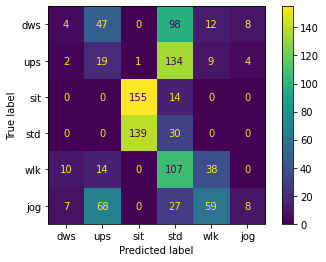 dws 4 47 0 98 12 8 140
ups 2 19 1 134 9 4 120
sit 0 0 155 14 0 0 100
std 0 0 139 30 0 0 80
wlk 10 14 0 107 38 0 60
jog 7 68 0 27 59 8 40
20
0
dws ups sit std wlk jog
Predicted label
True label